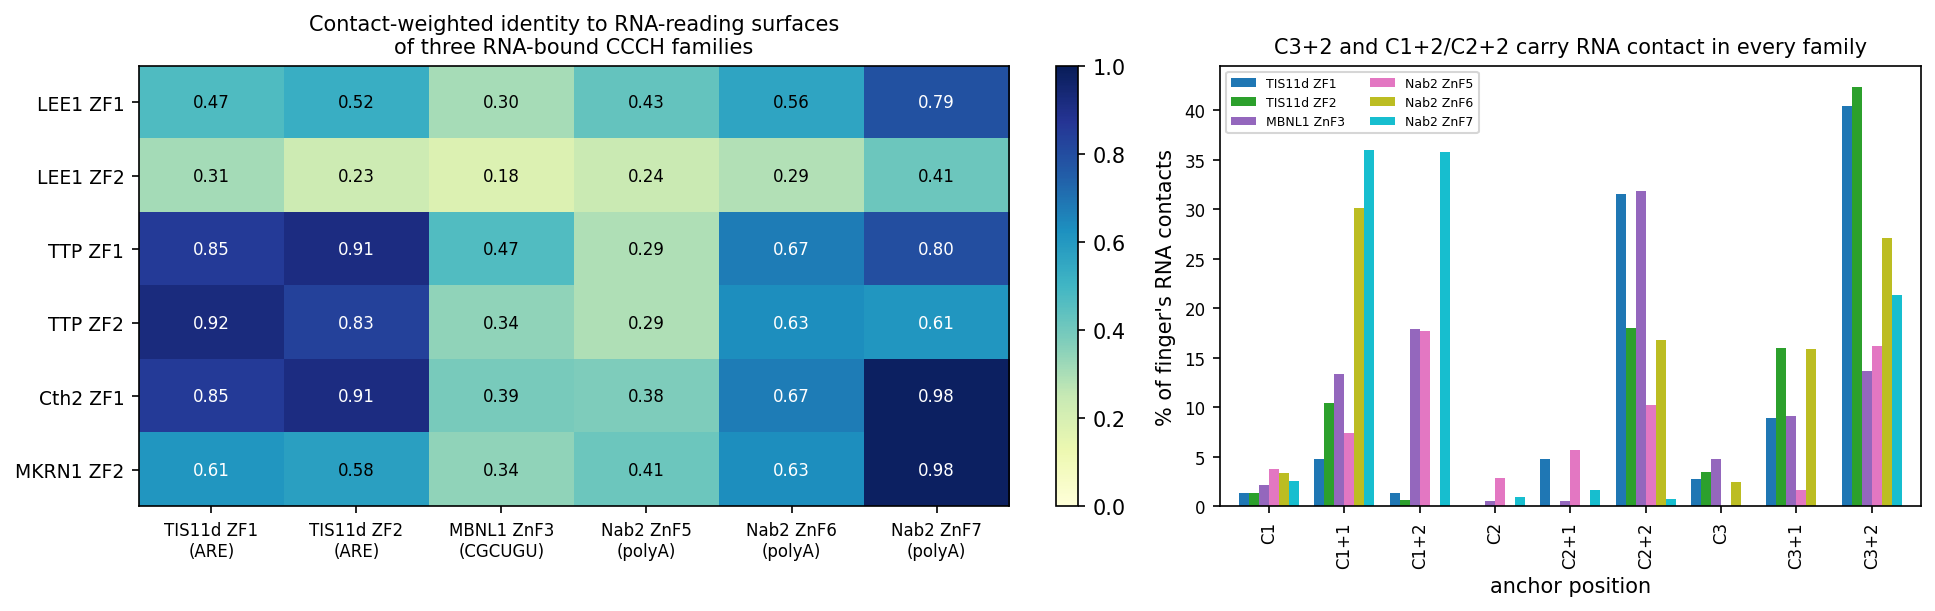 Contact-weighted identity to RNA-reading surfaces
of three RNA-bound CCCH families
LEE1 ZF1 0.47 0.52 0.30 0.43 0.56 0.79
LEE1 ZF2 0.31 0.23 0.18 0.24 0.29 0.41
TTP ZF1 0.85 0.91 0.47 0.29 0.67 0.80
TTP ZF2 0.92 0.83 0.34 0.29 0.63 0.61
Cth2 ZF1 0.85 0.91 0.39 0.38 0.67 0.98
MKRN1 ZF2 0.61 0.58 0.34 0.41 0.63 0.98
TIS11d ZF1 TIS11d ZF2 MBNL1 ZnF3 Nab2 ZnF5 Nab2 ZnF6 Nab2 ZnF7
(ARE) (ARE) (CGCUGU) (polyA) (polyA) (polyA)
1.0
0.8
0.6
0.4
0.2
0.0
C3+2 and C1+2/C2+2 carry RNA contact in every family
TIS11d ZF1
TIS11d ZF2
MBNL1 ZnF3
Nab2 ZnF5
Nab2 ZnF6
Nab2 ZnF7
% of finger's RNA contacts
40
35
30
25
20
15
10
5
0
C1 C1+1 C1+2 C2 C2+1 C2+2 C3 C3+1 C3+2
anchor position